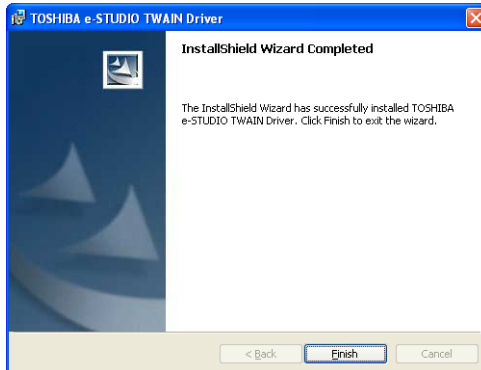 TOSHIBA e-STUDIO TWAIN Driver
InstallShield Wizard Completed
The InstallShield Wizard has successfully installed TOSHIBA
e-STUDIO TWAIN Driver. Click Finish to exit the wizard.
< Back Finish Cancel